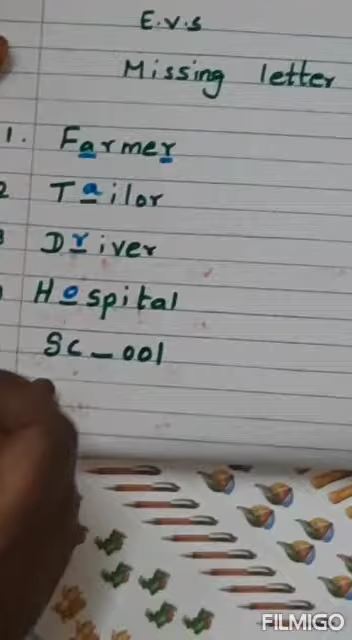 E.V.S
Missing letter
1. Farmer
2 Tailor
3 Driver
Hospital
SC_ool
FILMIGO